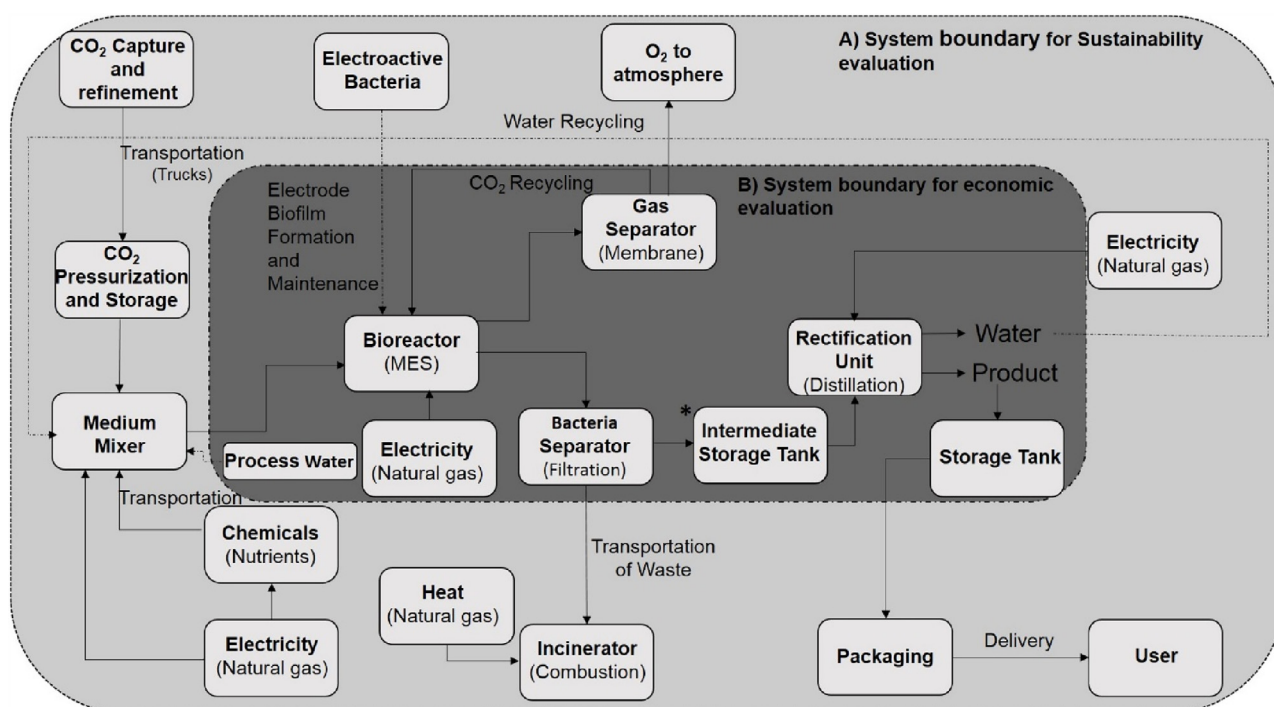 CO₂ Capture
and
refinement
Electroactive
Bacteria
O₂ to
atmosphere
A) System boundary for Sustainability
evaluation
Water Recycling
Transportation
(Trucks)
Electrode
Biofilm
Formation
and
Maintenance
CO₂ Recycling
B) System boundary for economic
evaluation
Gas
Separator
(Membrane)
Electricity
(Natural gas)
CO₂
Pressurization
and Storage
Bioreactor
(MES)
Rectification
Unit
(Distillation)
Water
Product
Medium
Mixer
Process Water
Electricity
(Natural gas)
Bacteria
Separator
(Filtration)
*
Intermediate
Storage Tank
Storage Tank
Transportation
Chemicals
(Nutrients)
Transportation
of Waste
Heat
(Natural gas)
Electricity
(Natural gas)
Incinerator
(Combustion)
Packaging
Delivery
User